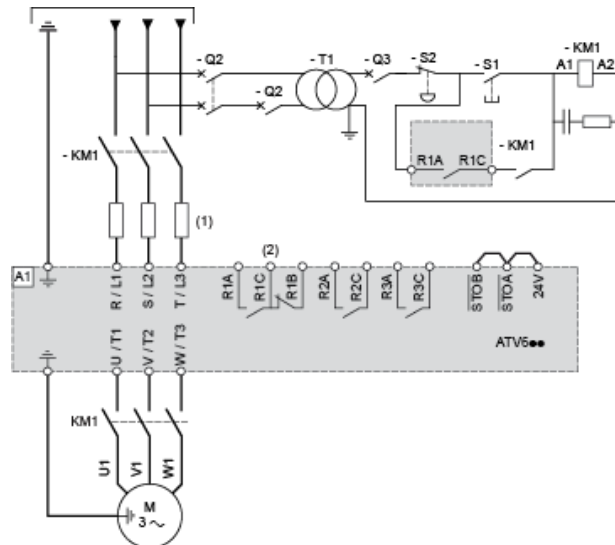 - Q2
- T1
- Q3
- S2
- S1
- KM1
A1
A2
- Q2
- KM1
R1A
R1C
- KM1
(1)
(2)
A1
R / L1
S / L2
T / L3
R1A
R1C
R1B
R2A
R2C
R3A
R3C
STOB
STOA
24V
U / T1
V / T2
W / T3
ATV6●●
KM1
U1
V1
W1
M
3 ~